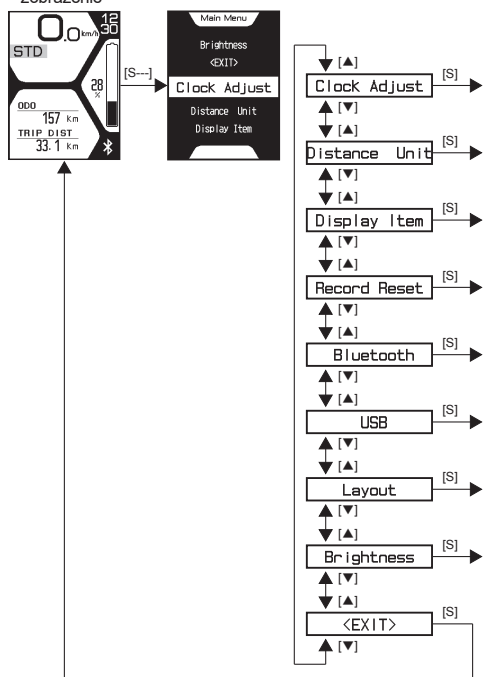 zobrazenie
0.0 km/h
12
30
STD
28
%
ODO
157 Km
TRIP DIST
33.1 Km
[S---]
Main Menu
Brightness
<EXIT>
Clock Adjust
Distance Unit
Display Item
[▲]
Clock Adjust [S]
[▼]
[▲]
Distance Unit [S]
[▼]
[▲]
Display Item [S]
[▼]
[▲]
Record Reset [S]
[▼]
[▲]
Bluetooth [S]
[▼]
[▲]
USB [S]
[▼]
[▲]
Layout [S]
[▼]
[▲]
Brightness [S]
[▼]
[▲]
<EXIT> [S]
[▼]